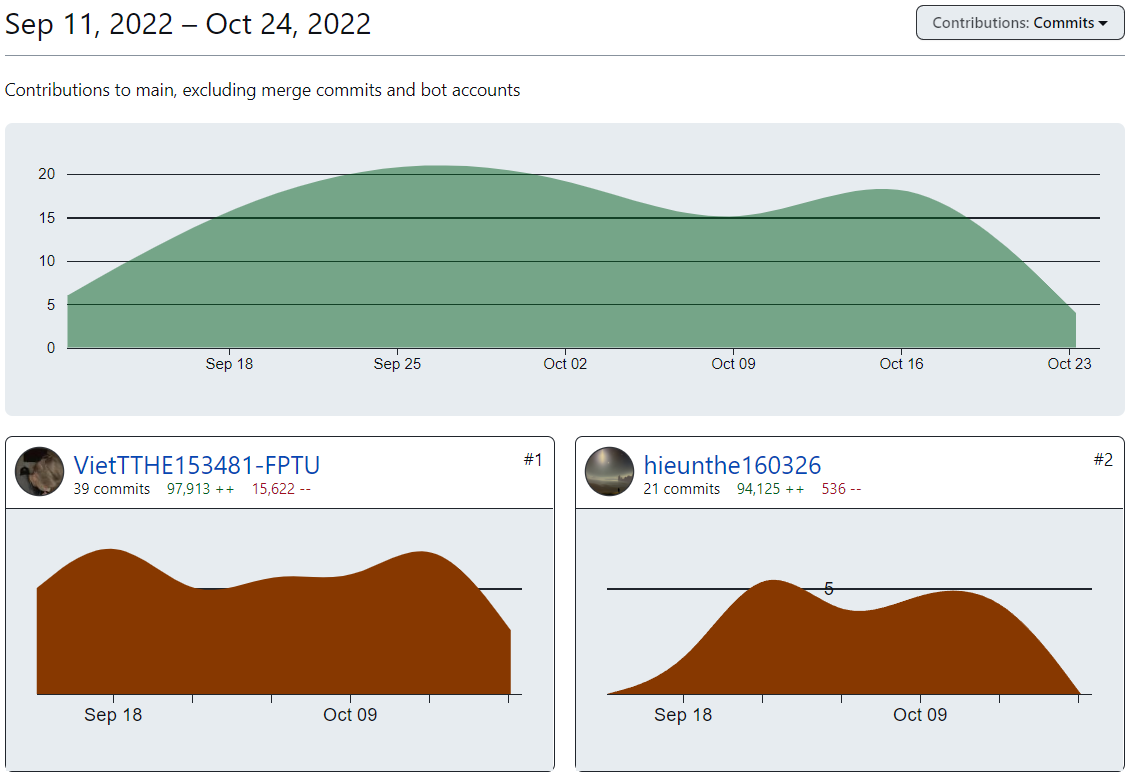 Sep 11, 2022 – Oct 24, 2022
Contributions: Commits
Contributions to main, excluding merge commits and bot accounts
20
15
10
5
0
Sep 18 Sep 25 Oct 02 Oct 09 Oct 16 Oct 23
VietTTHE153481-FPTU #1
39 commits 97,913 ++ 15,622 --
Sep 18 Oct 09
hieunthe160326 #2
21 commits 94,125 ++ 536 --
5
Sep 18 Oct 09